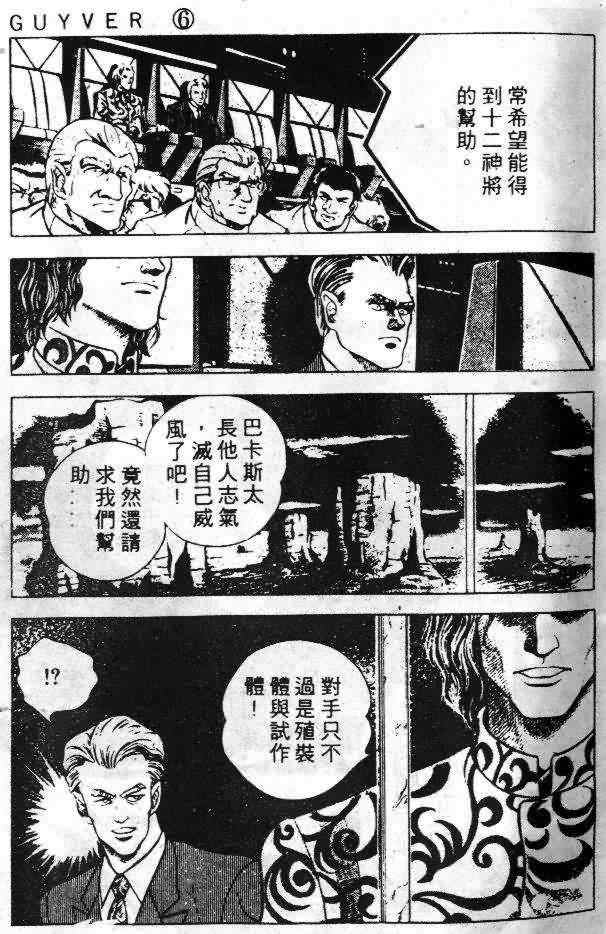 GUYVER ⑥
常希望能得
到十二神將
的幫助。
巴卡斯太
長他人志氣
，滅自己威
風了吧！
竟然還請
求我們幫
助……
對手只不
過是殖裝
體與試作
體！
!?